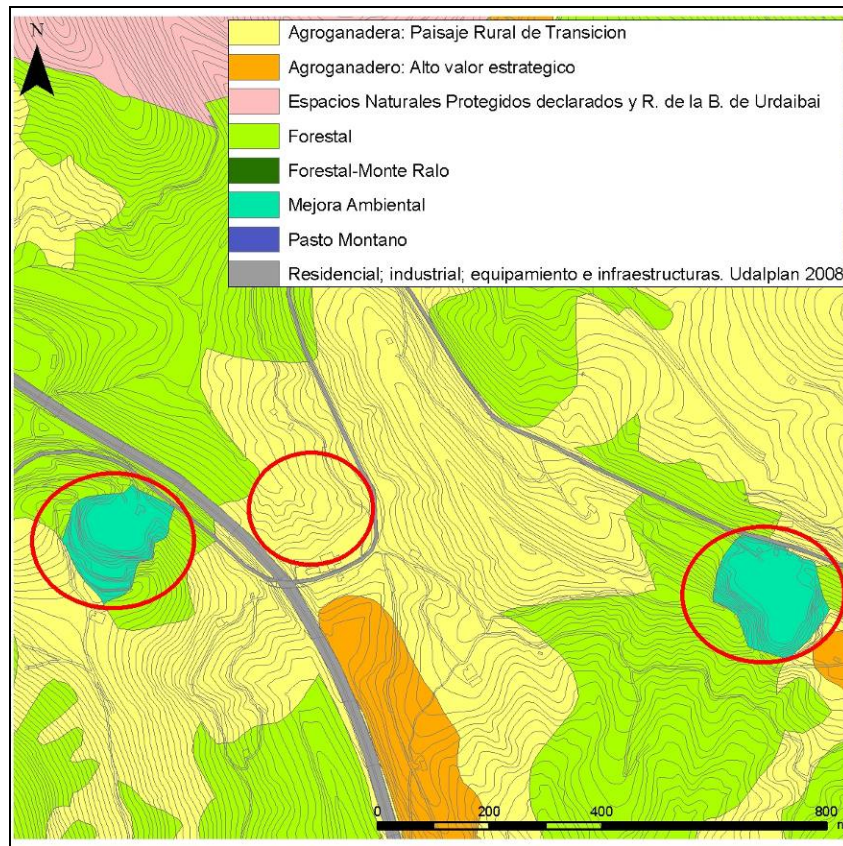 N
Agroganadera: Paisaje Rural de Transicion
Agroganadero: Alto valor estrategico
Espacios Naturales Protegidos declarados y R. de la B. de Urdaibai
Forestal
Forestal-Monte Ralo
Mejora Ambiental
Pasto Montano
Residencial; industrial; equipamiento e infraestructuras. Udalplan 2008
0 200 400 800